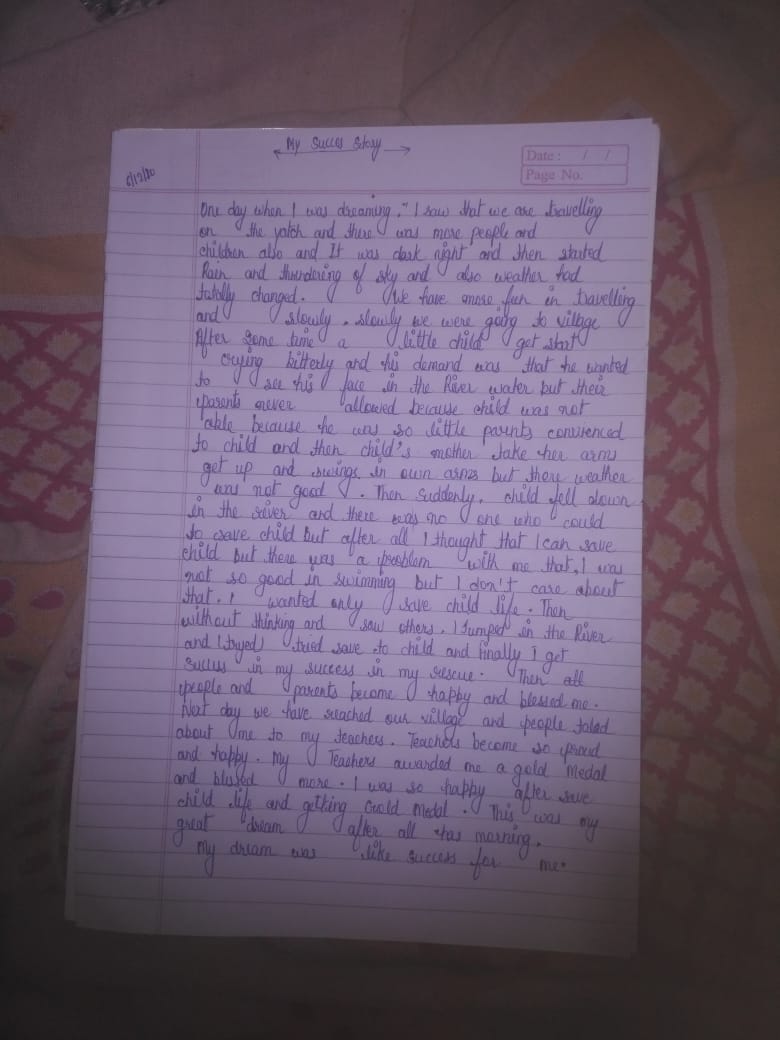 My Succes Story
Date : / /
Page No.
6/12/20
One day when I was dreaming," I saw that we are travelling
on the yatch and there was more people and
children also and It was dark night and then started
Rain and thundering of sky and also weather had
totally changed. We have more fun in travelling
and slowly. slowly we were going to village
After some time a little child get start
crying bitterly and his demand was that he wanted
to see his face in the River water but their
parents never allowed because child was not
able because he was so little parents convienced
to child and then child's mother take her arms
get up and swings in own arms but there weather
was not good . Then suddenly. child fell down
in the river and there was no one who could
to save child but after all I thought that I can save
child but there was a problem with me that, I was
not so good in swimming but I don't care about
that. I wanted only save child life. Then
without thinking and saw others. I Jumped in the River
and (tryed) tried save to child and finally I get
in my success in my rescue. Then all
people and parents become happy and blessed me.
Next day we have reached our village and people
about me to my teachers. Teachers become so proud
and happy. My Teachers awarded me a gold Medal
and blessed more. I was so happy after save
child life and getting Gold Medal. This was my
great dream after all morning.
My dream was like success for me.